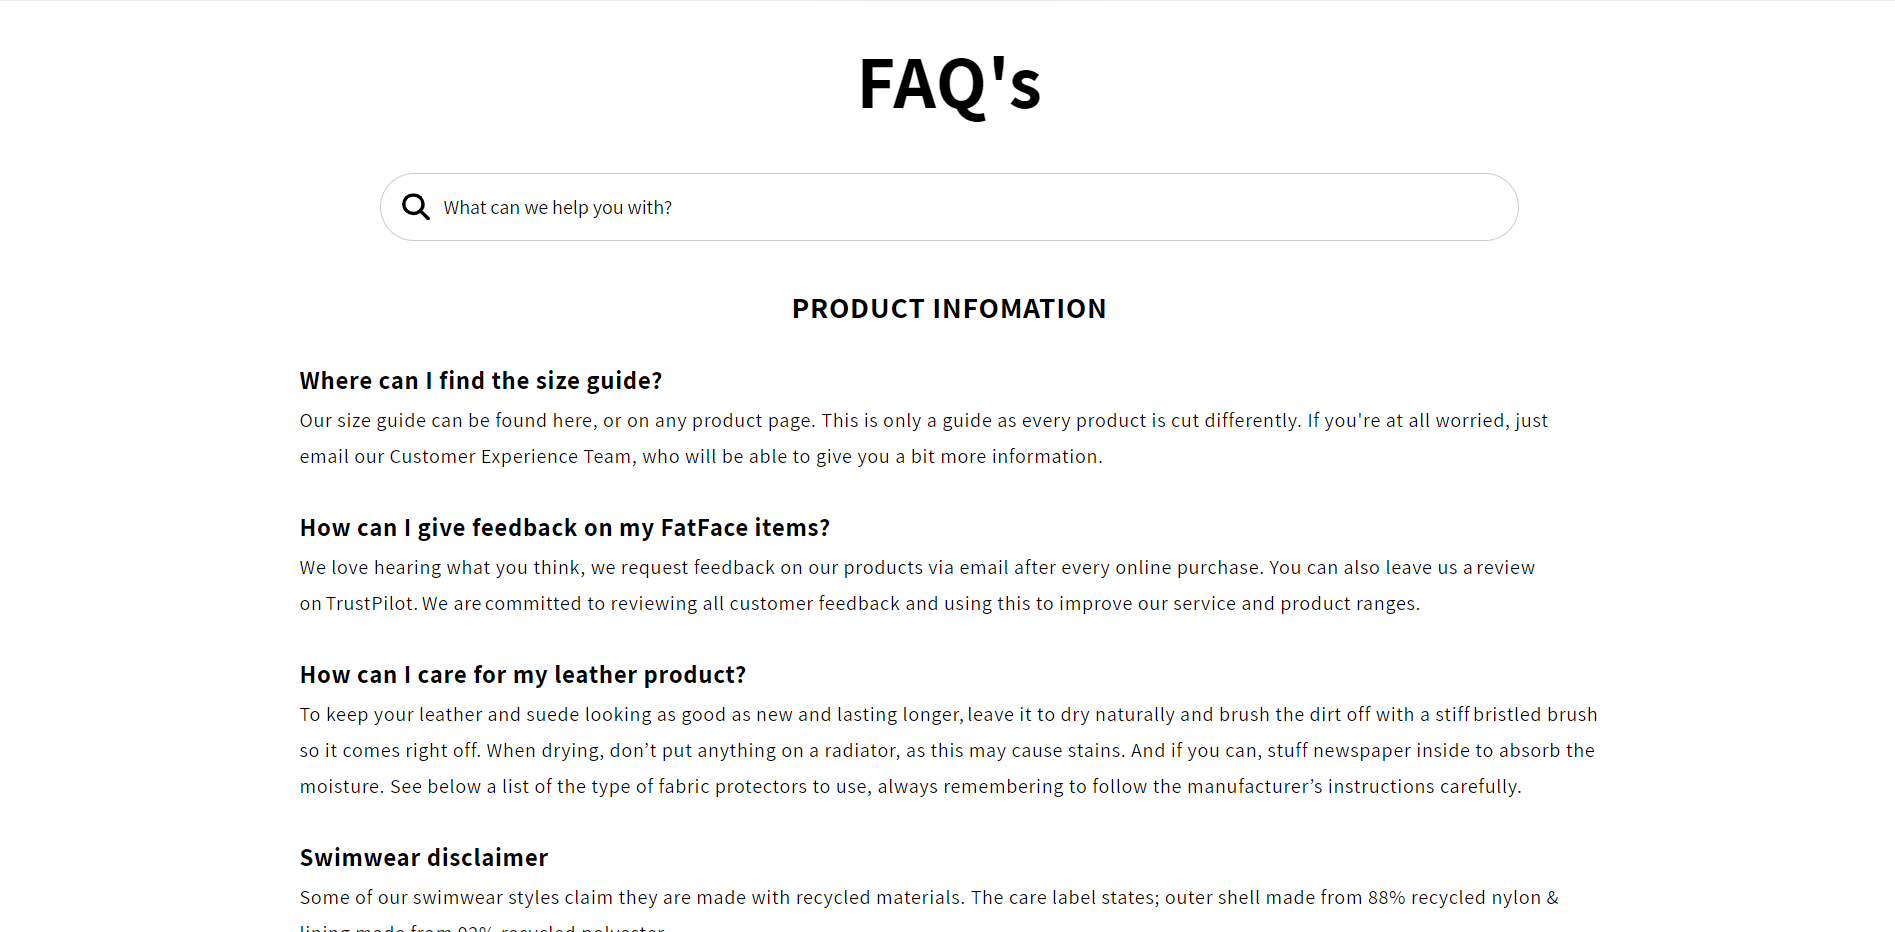 FAQ's
What can we help you with?
PRODUCT INFOMATION
Where can I find the size guide?
Our size guide can be found here, or on any product page. This is only a guide as every product is cut differently. If you're at all worried, just
email our Customer Experience Team, who will be able to give you a bit more information.
How can I give feedback on my FatFace items?
We love hearing what you think, we request feedback on our products via email after every online purchase. You can also leave us a review
on TrustPilot. We are committed to reviewing all customer feedback and using this to improve our service and product ranges.
How can I care for my leather product?
To keep your leather and suede looking as good as new and lasting longer, leave it to dry naturally and brush the dirt off with a stiff bristled brush
so it comes right off. When drying, don’t put anything on a radiator, as this may cause stains. And if you can, stuff newspaper inside to absorb the
moisture. See below a list of the type of fabric protectors to use, always remembering to follow the manufacturer’s instructions carefully.
Swimwear disclaimer
Some of our swimwear styles claim they are made with recycled materials. The care label states; outer shell made from 88% recycled nylon &
lining made from 92% recycled polyester